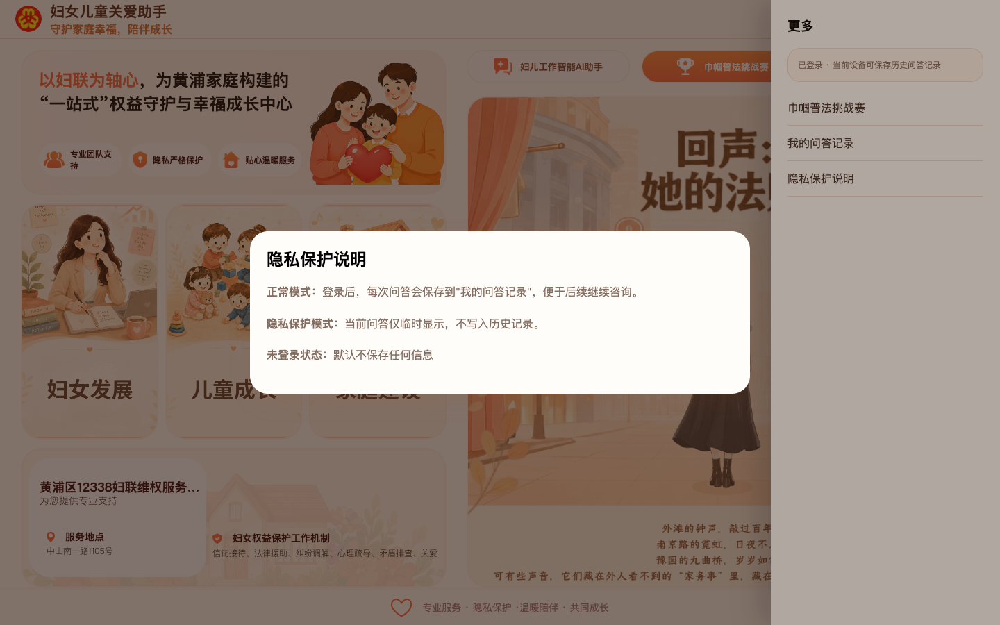 妇女儿童关爱助手
守护家庭幸福，陪伴成长
以妇联为轴心，为黄浦家庭构建的
“一站式”权益守护与幸福成长中心
专业团队支
持
隐私严格保护
贴心温暖服务
妇女发展
儿童成长
家庭建设
黄浦区12338妇联维权服务...
为您提供专业支持
服务地点
中山南一路1105号
妇女权益保护工作机制
信访接待、法律援助、纠纷调解、心理疏导、矛盾排查、关爱
妇儿工作智能AI助手
巾帼普法挑战赛
回声:
她的法
外滩的钟声，敲过百年
南京路的霓虹，日夜不
豫园的九曲桥，岁岁如
可有些声音，它们藏在外人看不到的“家务事”里，藏在
专业服务 · 隐私保护 ·温暖陪伴 · 共同成长
隐私保护说明
正常模式：登录后，每次问答会保存到"我的问答记录"，便于后续继续咨询。
隐私保护模式：当前问答仅临时显示，不写入历史记录。
未登录状态：默认不保存任何信息
更多
已登录 · 当前设备可保存历史问答记录
巾帼普法挑战赛
我的问答记录
隐私保护说明